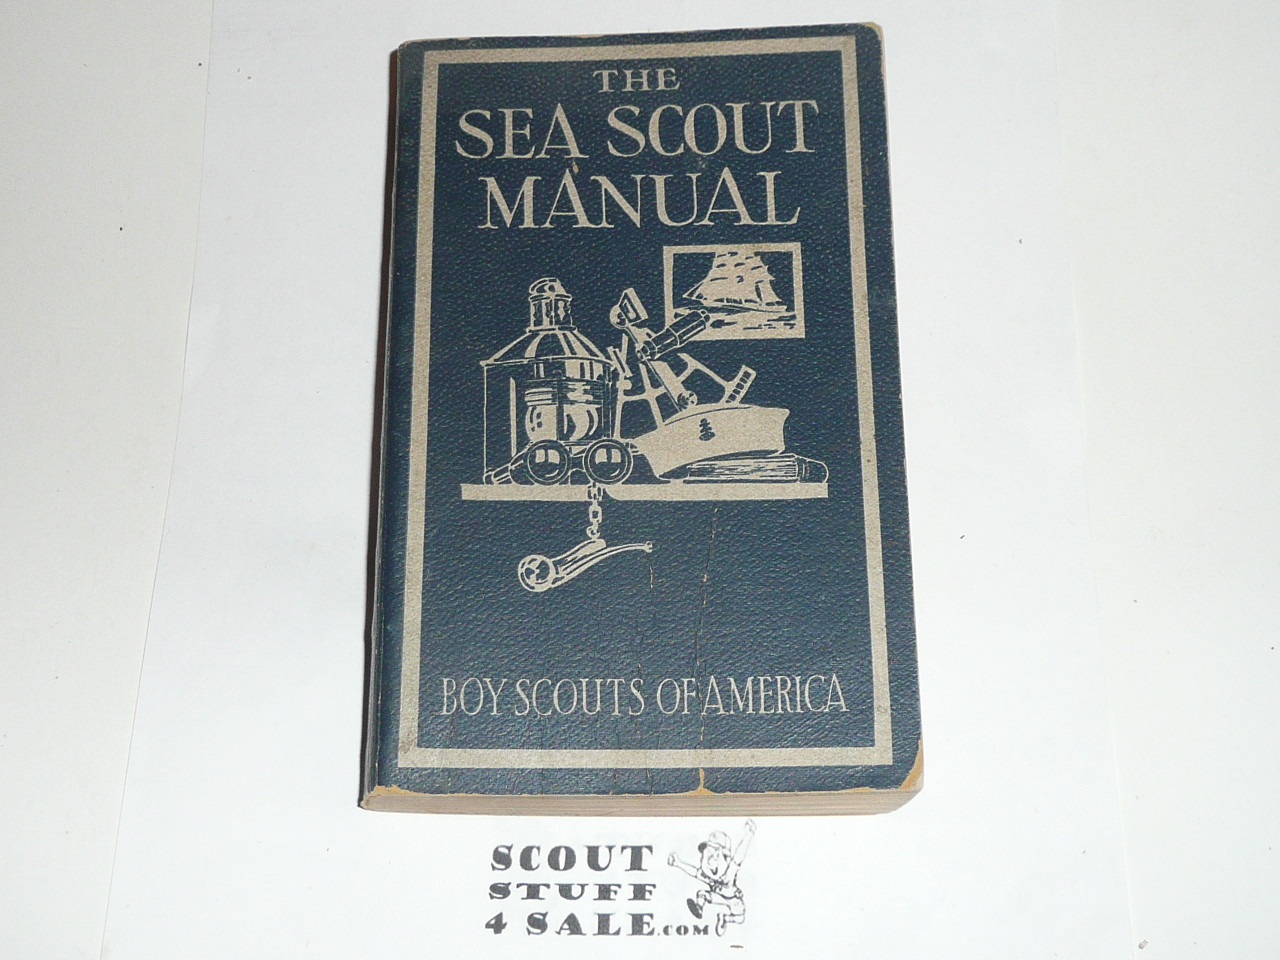 THE
SEA SCOUT
MANUAL
BOY SCOUTS OF AMERICA
SCOUT
STUFF
4 SALE.COM